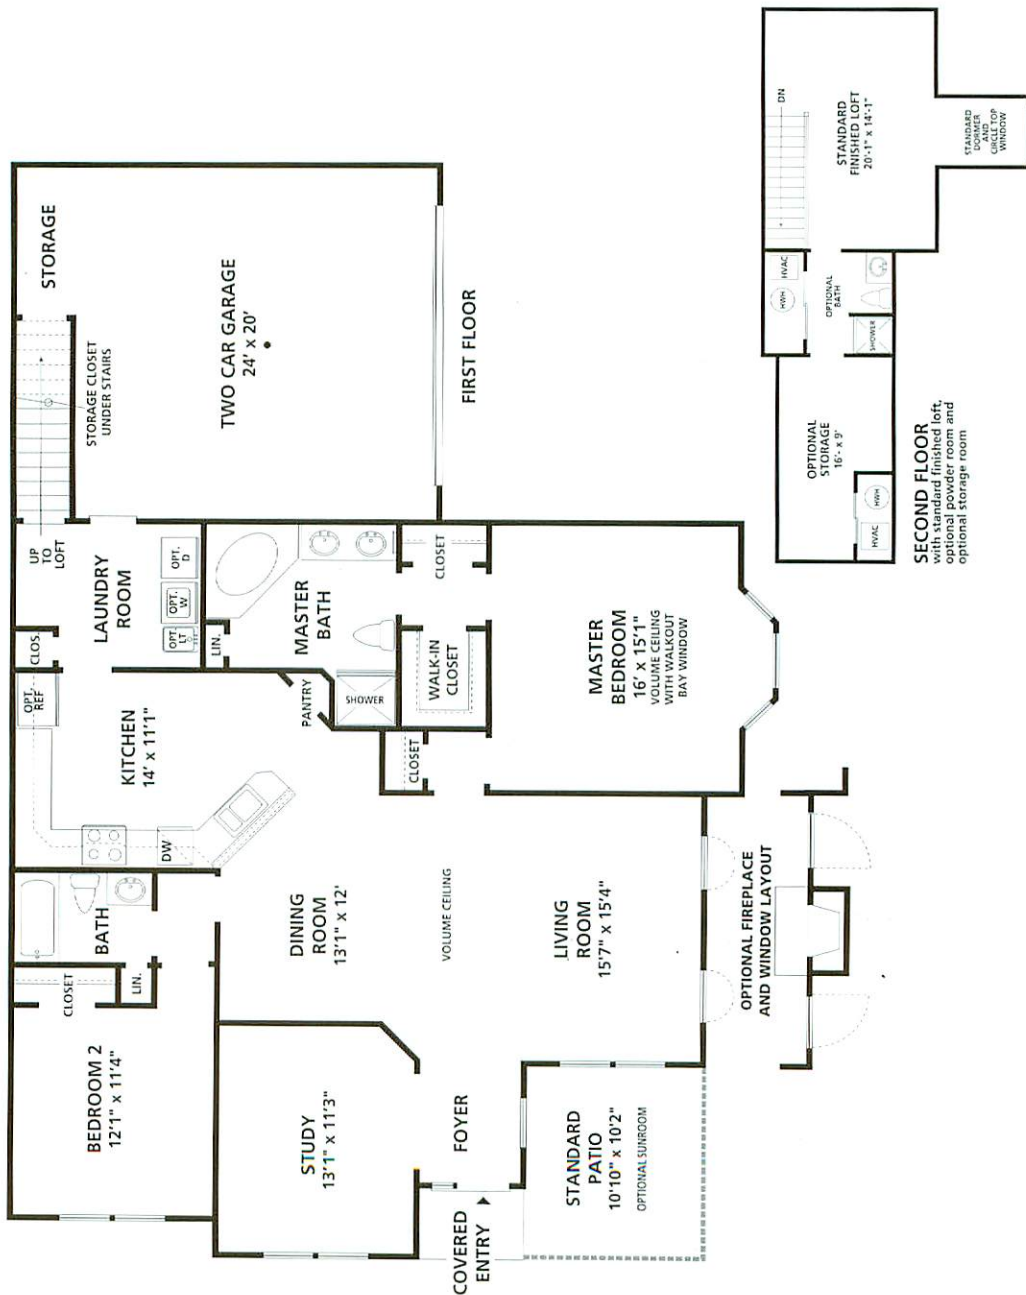 STORAGE
TWO CAR GARAGE
24' x 20'
STORAGE CLOSET
UNDER STAIRS
FIRST FLOOR
UP
TO
LOFT
LAUNDRY
ROOM
CLOS.
OPT.
LT
OPT.
W
OPT.
D
LIN.
MASTER
BATH
CLOSET
WALK-IN
CLOSET
SHOWER
PANTRY
OPT.
REF
KITCHEN
14' x 11'1"
DW
CLOSET
MASTER
BEDROOM
16' x 15'1"
VOLUME CEILING
WITH WALKOUT
BAY WINDOW
BATH
LIN.
CLOSET
BEDROOM 2
12'1" x 11'4"
DINING
ROOM
13'1" x 12'
VOLUME CEILING
LIVING
ROOM
15'7" x 15'4"
STUDY
13'1" x 11'3"
FOYER
COVERED
ENTRY
STANDARD
PATIO
10'10" x 10'2"
OPTIONAL SUNROOM
OPTIONAL FIREPLACE
AND WINDOW LAYOUT
DN
STANDARD
FINISHED LOFT
20'-1" x 14'-1"
STANDARD
DORMER
AND
CIRCLE TOP
WINDOW
HWH
HVAC
OPTIONAL
BATH
SHOWER
OPTIONAL
STORAGE
16'- x 9'
HVAC
HWH
SECOND FLOOR
with standard finished loft,
optional powder room and
optional storage room